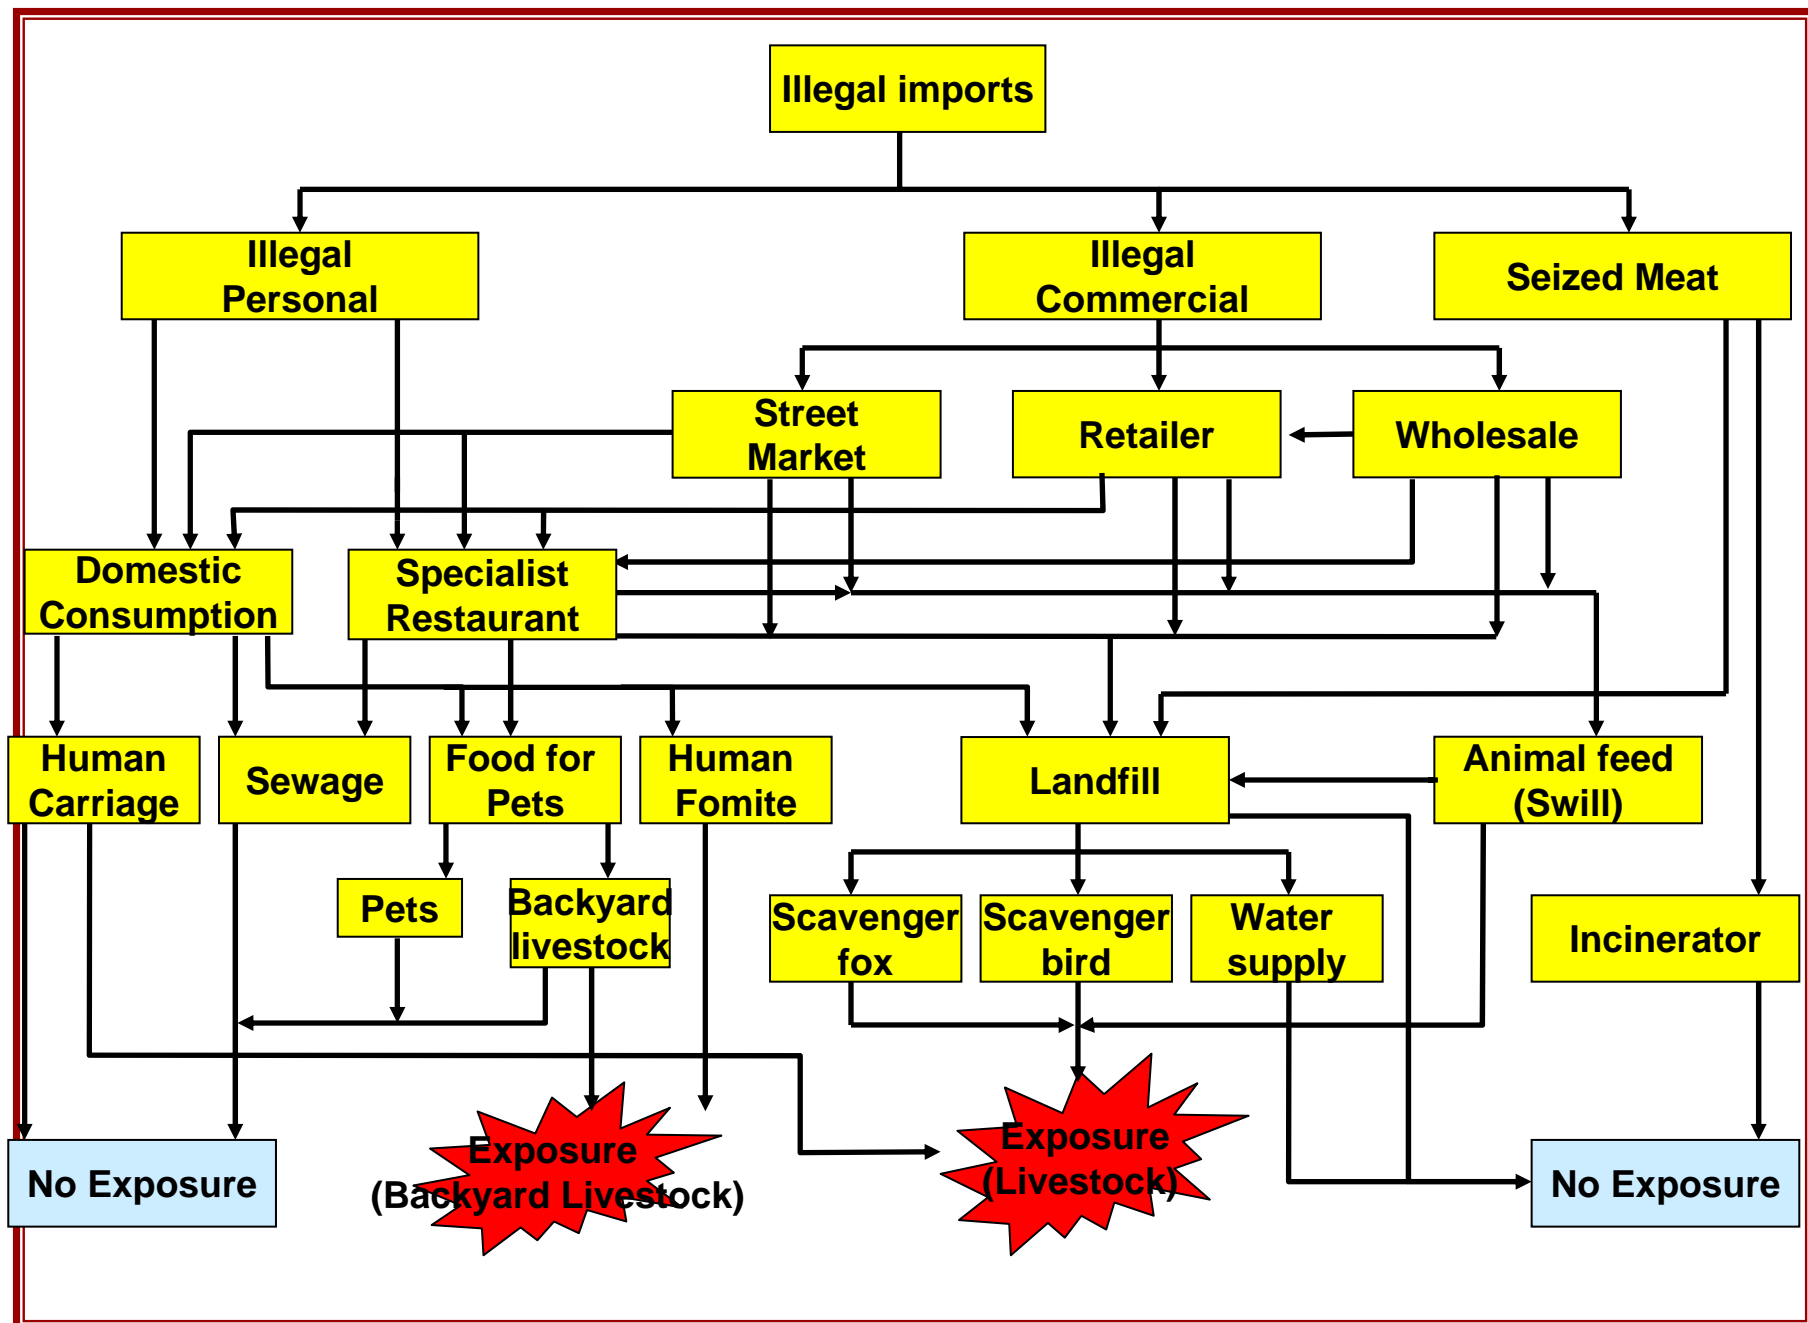 Illegal imports
Illegal
Personal
Illegal
Commercial
Seized Meat
Street
Market
Retailer
Wholesale
Domestic
Consumption
Specialist
Restaurant
Human
Carriage
Sewage
Food for
Pets
Human
Fomite
Landfill
Animal feed
(Swill)
Pets
Backyard
livestock
Scavenger
fox
Scavenger
bird
Water
supply
Incinerator
No Exposure
Exposure
(Backyard Livestock)
Exposure
(Livestock)
No Exposure